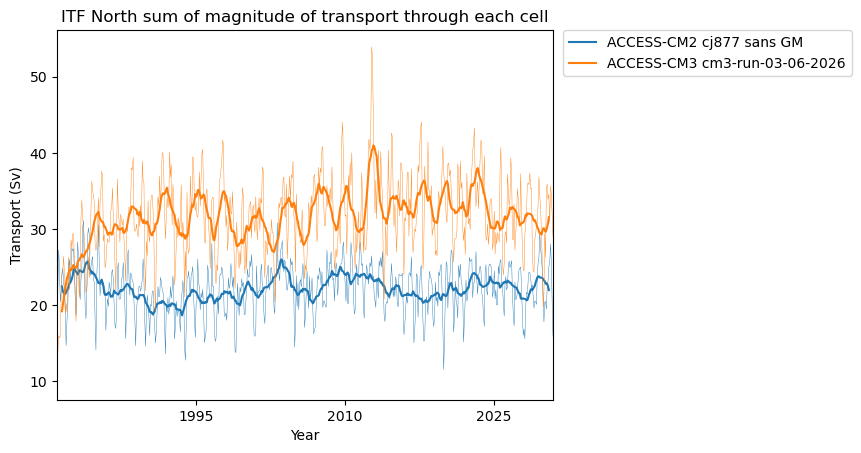 ITF North sum of magnitude of transport through each cell
ACCESS-CM2 cj877 sans GM
ACCESS-CM3 cm3-run-03-06-2026
Transport (Sv)
50
40
30
20
10
1995
2010
2025
Year